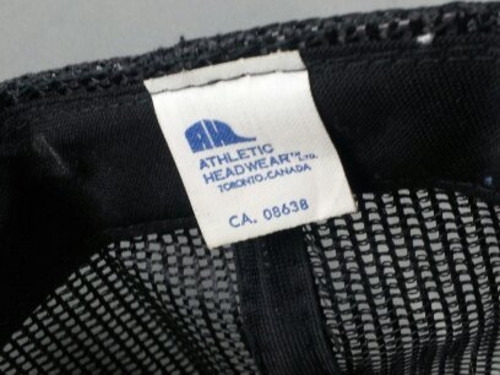 AH
ATHLETIC
HEADWEAR™ LTD.
TORONTO, CANADA
CA. 08638